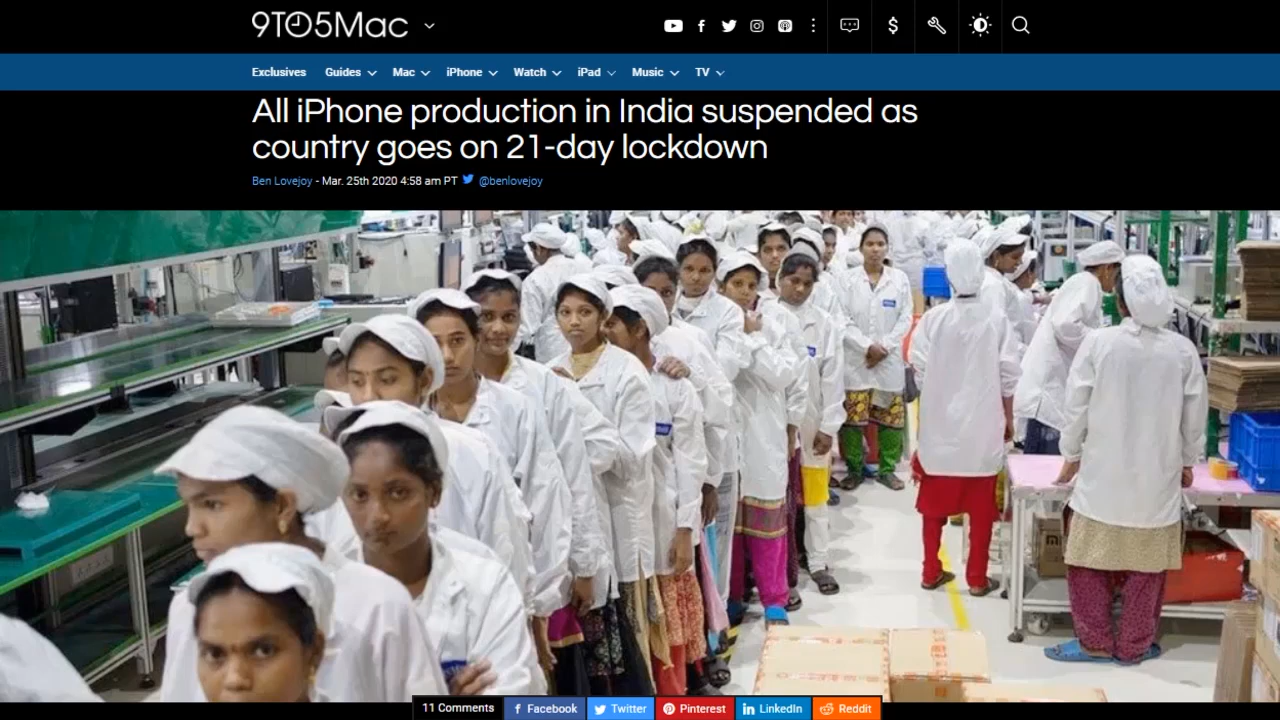 9TO5Mac
$
Exclusives Guides Mac iPhone Watch iPad Music TV
All iPhone production in India suspended as
country goes on 21-day lockdown
Ben Lovejoy - Mar. 25th 2020 4:58 am PT @benlovejoy
11 Comments Facebook Twitter Pinterest LinkedIn Reddit